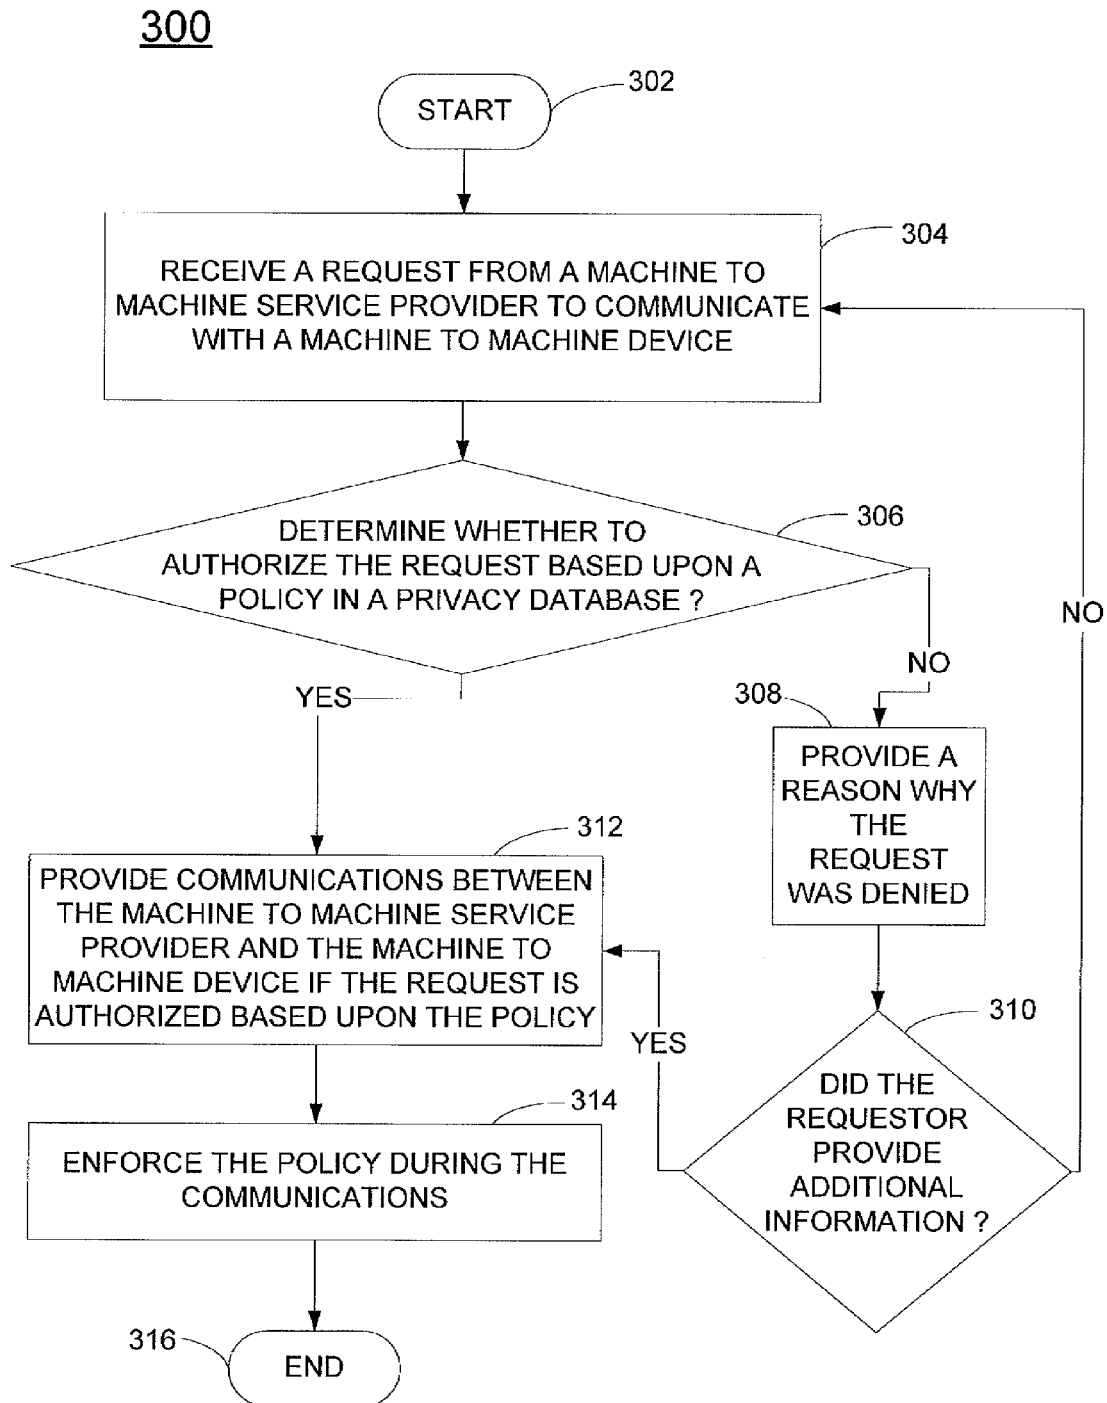 300
START
302
RECEIVE A REQUEST FROM A MACHINE TO
MACHINE SERVICE PROVIDER TO COMMUNICATE
WITH A MACHINE TO MACHINE DEVICE
304
DETERMINE WHETHER TO
AUTHORIZE THE REQUEST BASED UPON A
POLICY IN A PRIVACY DATABASE ?
306
NO
NO
YES
308
PROVIDE A
REASON WHY
THE
REQUEST
WAS DENIED
312
PROVIDE COMMUNICATIONS BETWEEN
THE MACHINE TO MACHINE SERVICE
PROVIDER AND THE MACHINE TO
MACHINE DEVICE IF THE REQUEST IS
AUTHORIZED BASED UPON THE POLICY
YES
310
DID THE
REQUESTOR
PROVIDE
ADDITIONAL
INFORMATION ?
314
ENFORCE THE POLICY DURING THE
COMMUNICATIONS
316
END